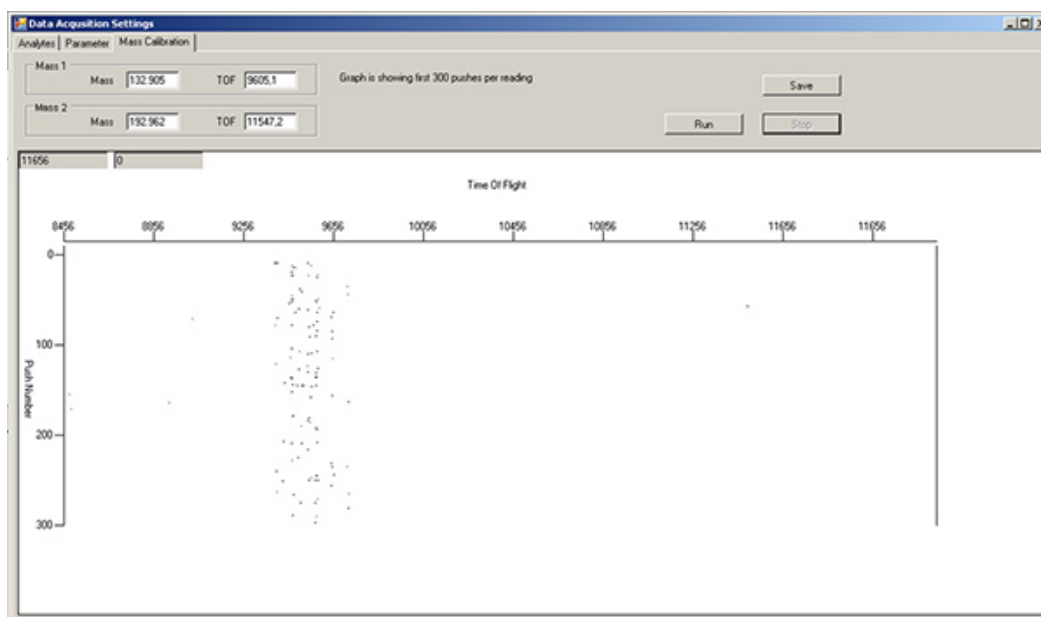 Data Acqusition Settings
Analytes Parameter Mass Calibration
Mass 1
Mass 132.905 TOF 9605,1
Graph is showing first 300 pushes per reading
Save
Mass 2
Mass 192.962 TOF 11547,2
Run Stop
11656 0
Time Of Flight
8456 8856 9256 9656 10056 10456 10856 11256 11656 11656
0
100
Push Number
200
300